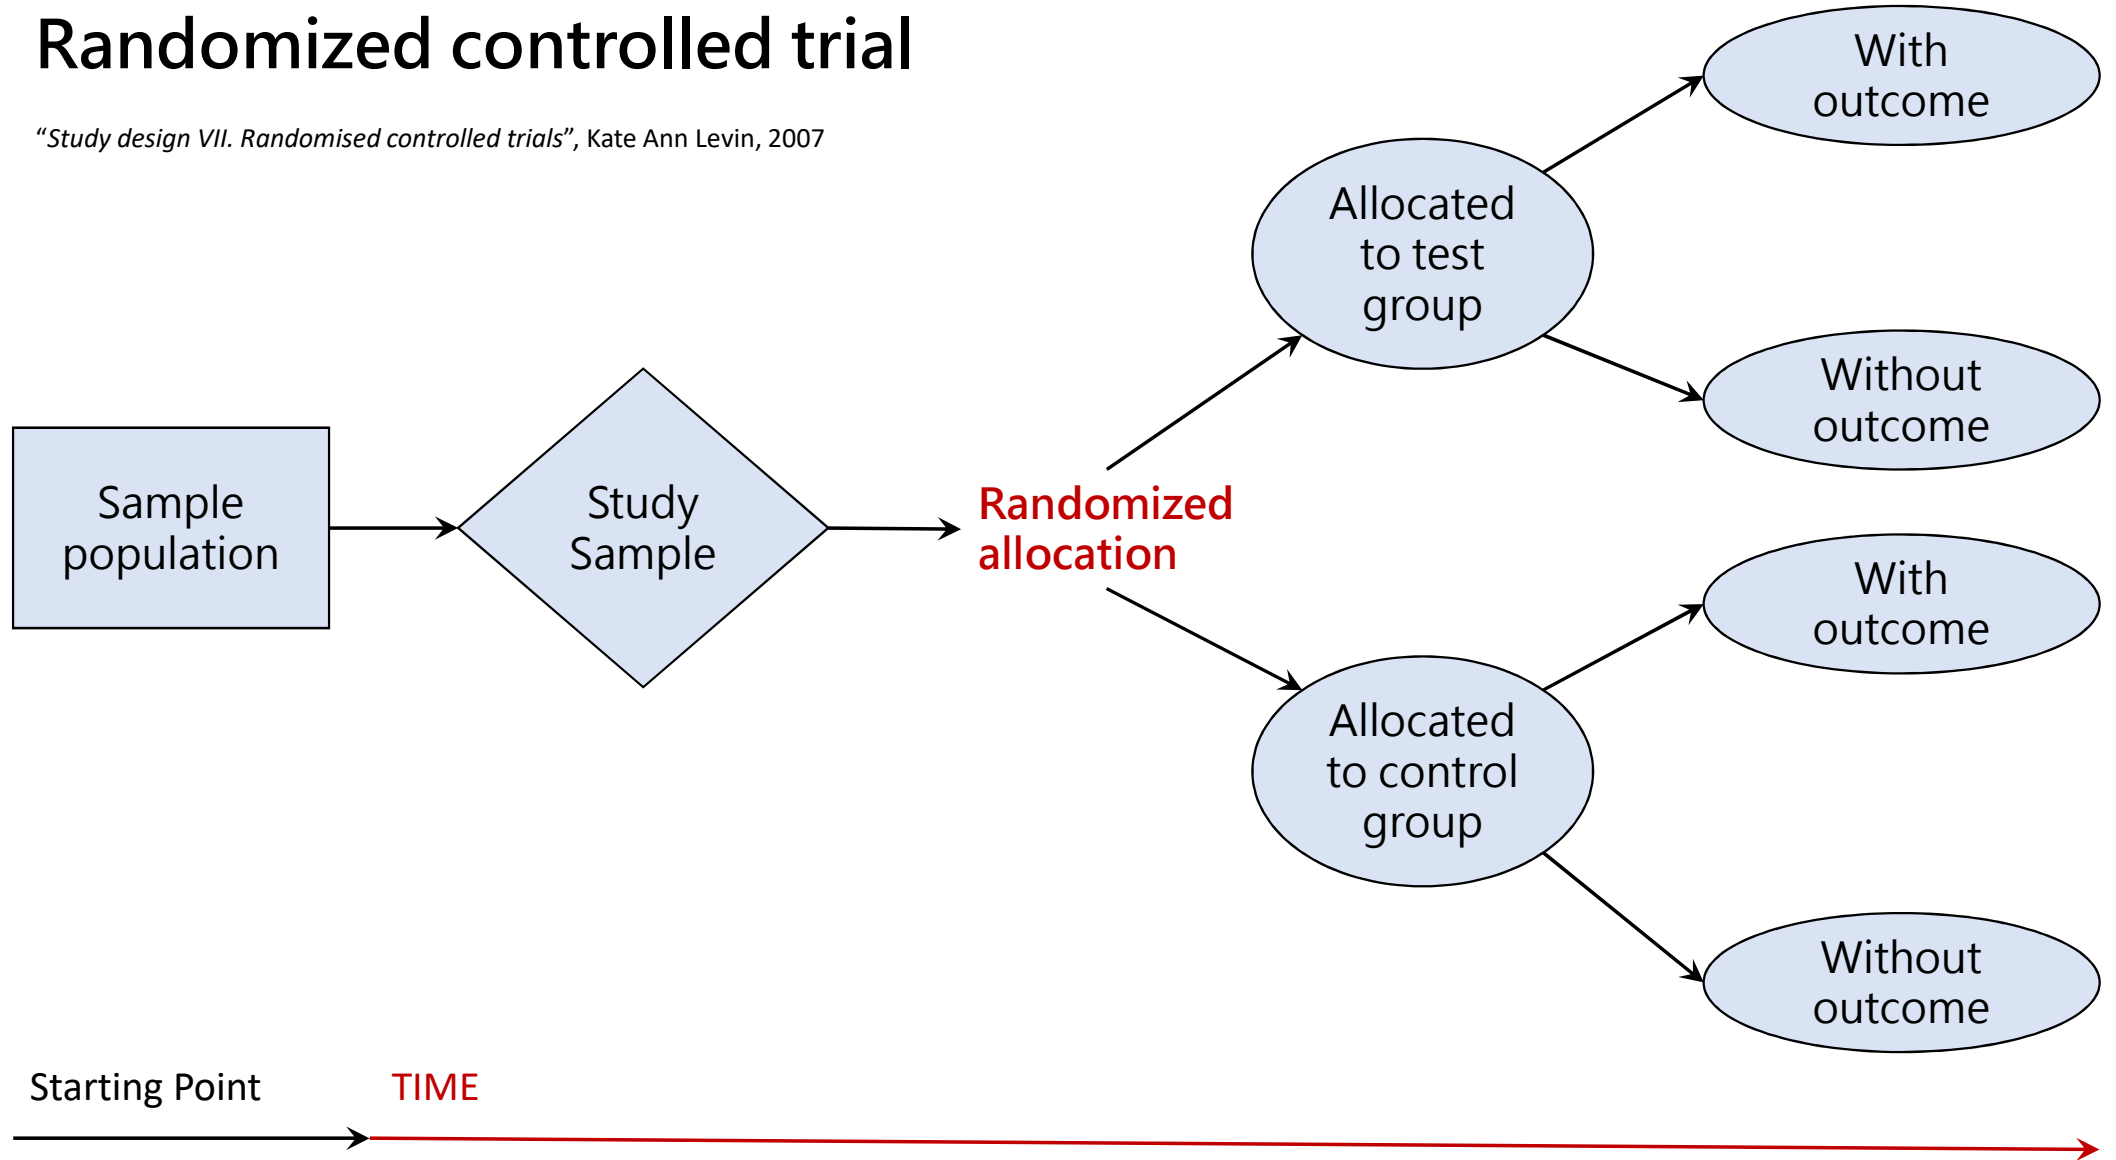 Randomized controlled trial
“Study design VII. Randomised controlled trials”, Kate Ann Levin, 2007
Sample
population
Study
Sample
Randomized
allocation
Allocated
to test
group
With
outcome
Without
outcome
Allocated
to control
group
With
outcome
Without
outcome
Starting Point
TIME